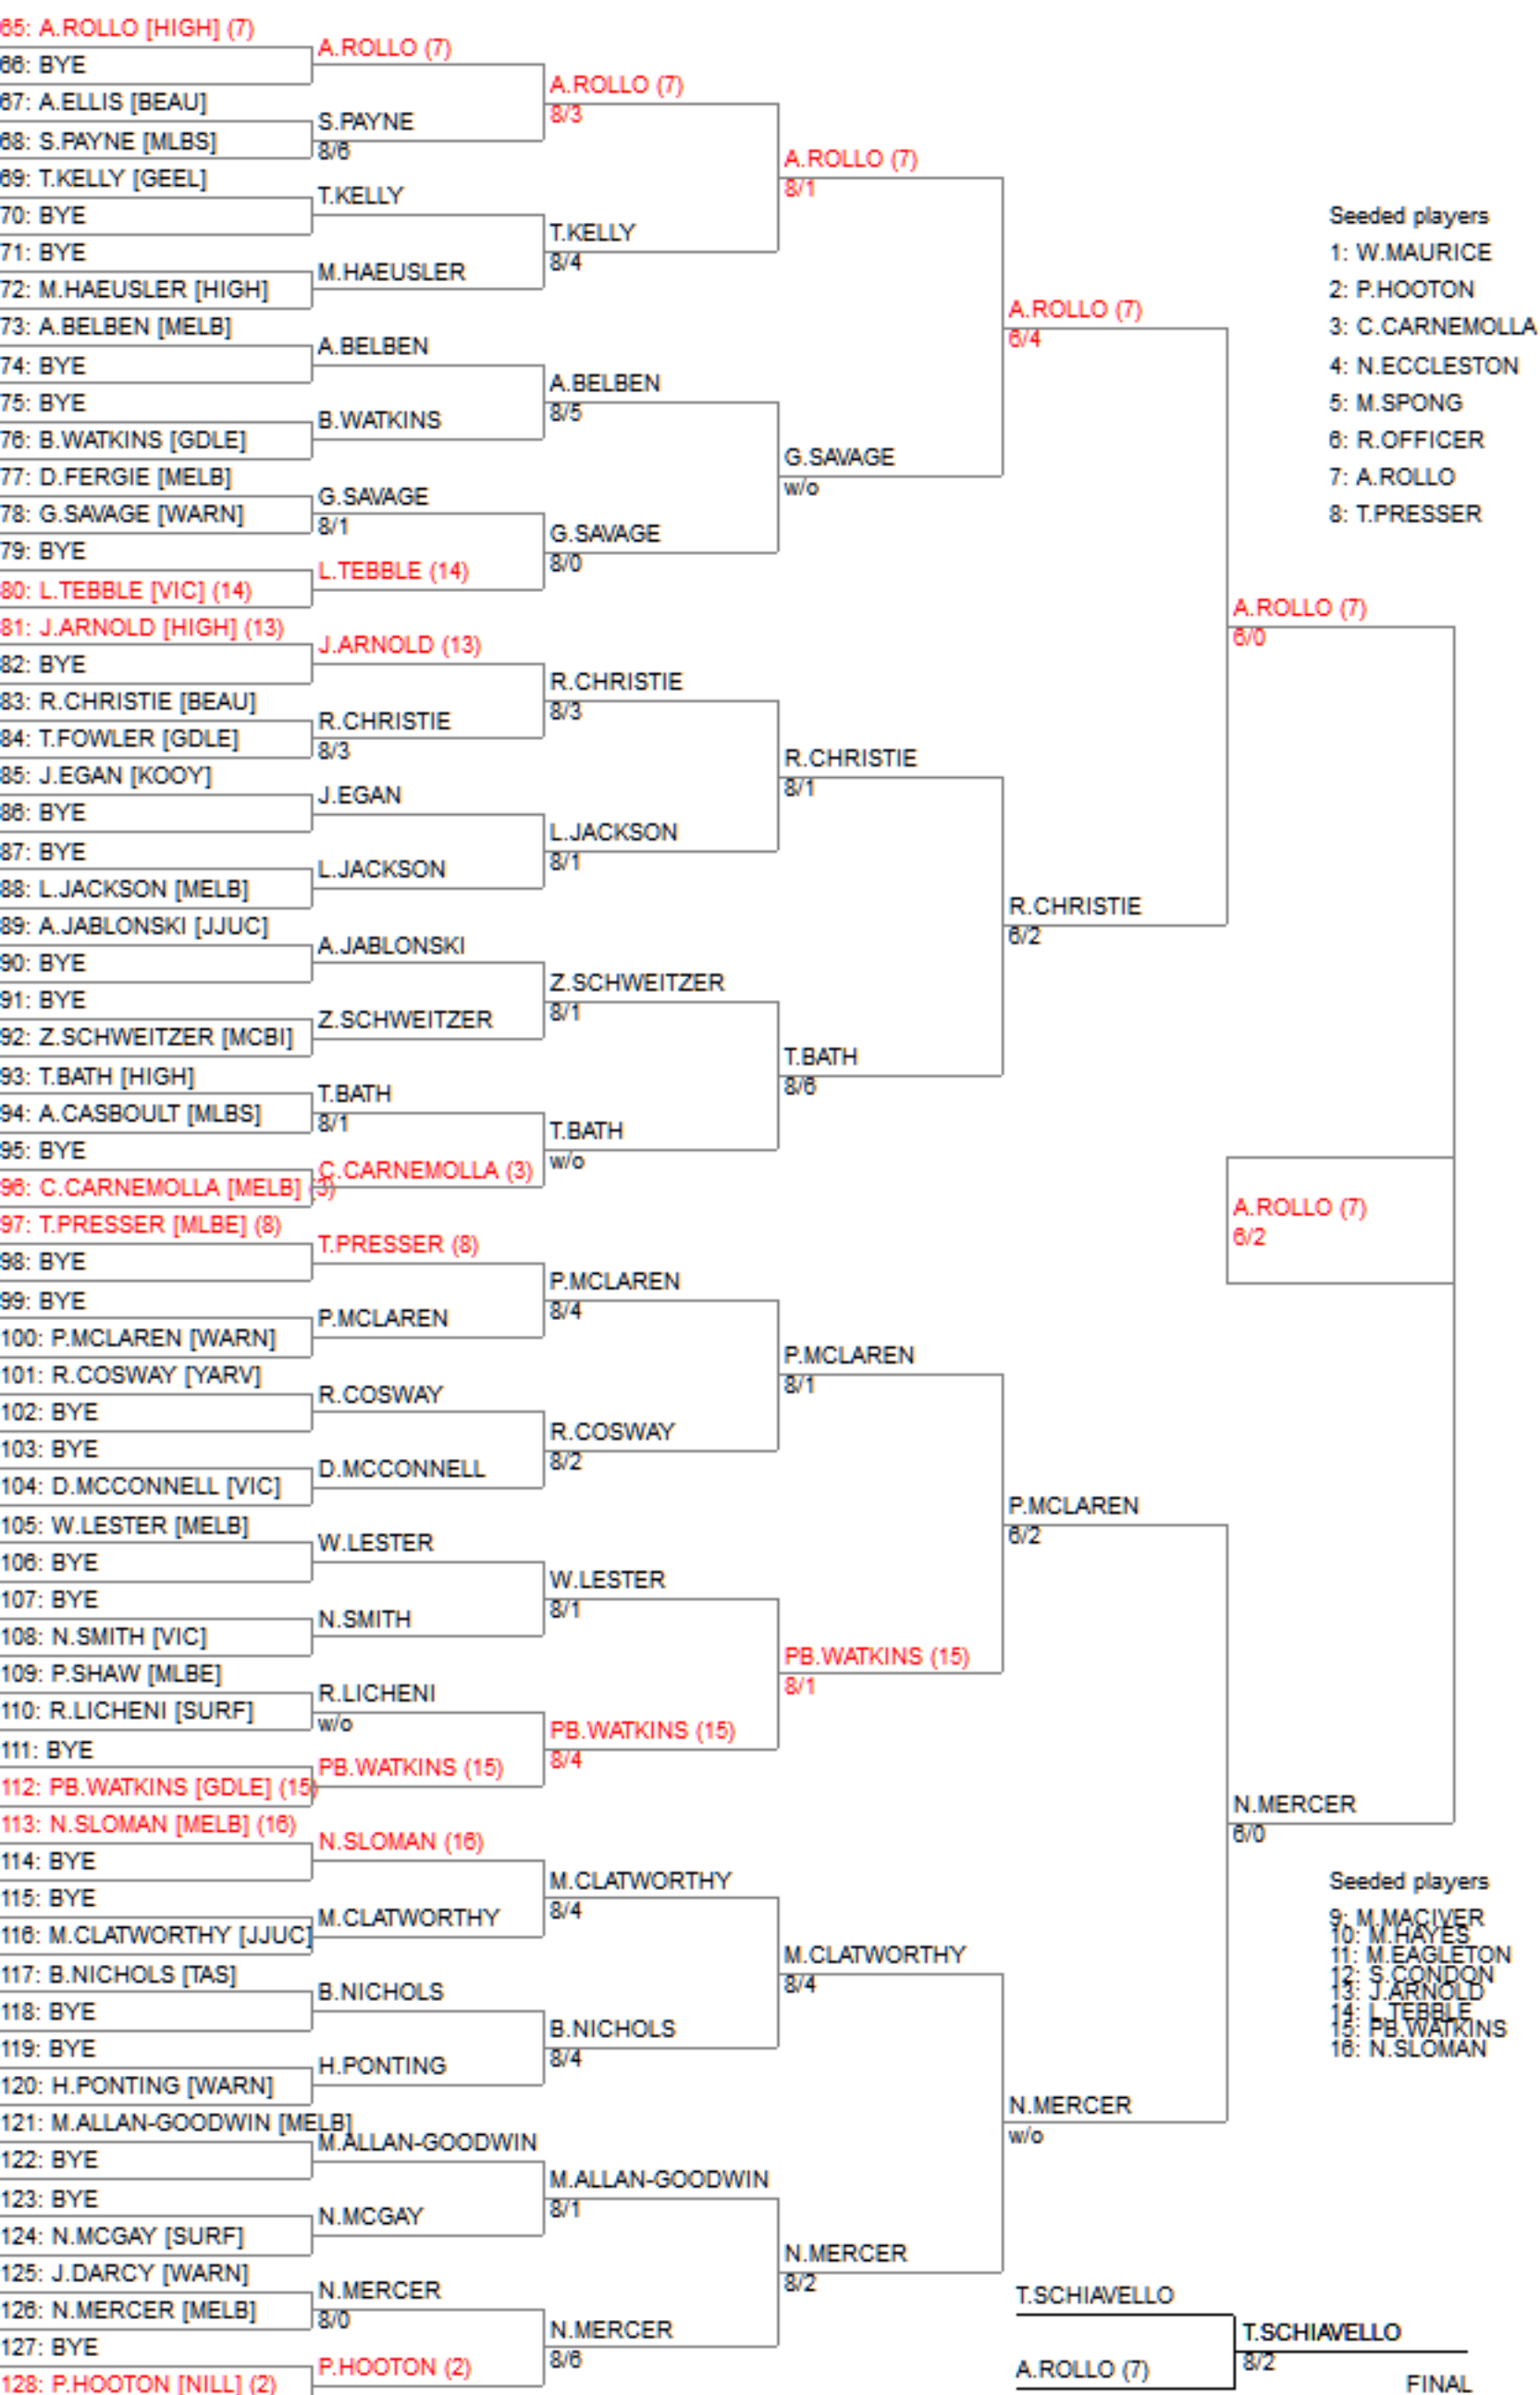 65: A.ROLLO [HIGH] (7)
66: BYE
67: A.ELLIS [BEAU]
68: S.PAYNE [MLBS]
69: T.KELLY [GEEL]
70: BYE
71: BYE
72: M.HAEUSLER [HIGH]
73: A.BELBEN [MELB]
74: BYE
75: BYE
76: B.WATKINS [GDLE]
77: D.FERGIE [MELB]
78: G.SAVAGE [WARN]
79: BYE
80: L.TEBBLE [VIC] (14)
81: J.ARNOLD [HIGH] (13)
82: BYE
83: R.CHRISTIE [BEAU]
84: T.FOWLER [GDLE]
85: J.EGAN [KOOY]
86: BYE
87: BYE
88: L.JACKSON [MELB]
89: A.JABLONSKI [JJUC]
90: BYE
91: BYE
92: Z.SCHWEITZER [MCBI]
93: T.BATH [HIGH]
94: A.CASBOULT [MLBS]
95: BYE
96: C.CARNEMOLLA [MELB] (3)
97: T.PRESSER [MLBE] (8)
98: BYE
99: BYE
100: P.MCLAREN [WARN]
101: R.COSWAY [YARV]
102: BYE
103: BYE
104: D.MCCONNELL [VIC]
105: W.LESTER [MELB]
106: BYE
107: BYE
108: N.SMITH [VIC]
109: P.SHAW [MLBE]
110: R.LICHENI [SURF]
111: BYE
112: PB.WATKINS [GDLE] (15)
113: N.SLOMAN [MELB] (16)
114: BYE
115: BYE
116: M.CLATWORTHY [JJUC]
117: B.NICHOLS [TAS]
118: BYE
119: BYE
120: H.PONTING [WARN]
121: M.ALLAN-GOODWIN [MELB]
122: BYE
123: BYE
124: N.MCGAY [SURF]
125: J.DARCY [WARN]
126: N.MERCER [MELB]
127: BYE
128: P.HOOTON [NILL] (2)
A.ROLLO (7)
S.PAYNE
8/6
T.KELLY
M.HAEUSLER
A.BELBEN
B.WATKINS
G.SAVAGE
8/1
L.TEBBLE (14)
J.ARNOLD (13)
R.CHRISTIE
8/3
J.EGAN
L.JACKSON
A.JABLONSKI
Z.SCHWEITZER
T.BATH
8/1
C.CARNEMOLLA (3)
T.PRESSER (8)
P.MCLAREN
R.COSWAY
D.MCCONNELL
W.LESTER
N.SMITH
R.LICHENI
w/o
PB.WATKINS (15)
N.SLOMAN (16)
M.CLATWORTHY
B.NICHOLS
H.PONTING
M.ALLAN-GOODWIN
N.MCGAY
N.MERCER
8/0
P.HOOTON (2)
A.ROLLO (7)
8/3
T.KELLY
8/4
A.BELBEN
8/5
G.SAVAGE
8/0
R.CHRISTIE
8/3
L.JACKSON
8/1
Z.SCHWEITZER
8/1
T.BATH
w/o
P.MCLAREN
8/4
R.COSWAY
8/2
W.LESTER
8/1
PB.WATKINS (15)
8/4
M.CLATWORTHY
8/4
B.NICHOLS
8/4
M.ALLAN-GOODWIN
8/1
N.MERCER
8/6
A.ROLLO (7)
8/1
G.SAVAGE
w/o
R.CHRISTIE
8/1
T.BATH
8/6
P.MCLAREN
8/1
PB.WATKINS (15)
8/1
M.CLATWORTHY
8/4
N.MERCER
8/2
A.ROLLO (7)
6/4
R.CHRISTIE
6/2
P.MCLAREN
6/2
N.MERCER
w/o
A.ROLLO (7)
6/0
A.ROLLO (7)
6/2
N.MERCER
6/0
Seeded players
1: W.MAURICE
2: P.HOOTON
3: C.CARNEMOLLA
4: N.ECCLESTON
5: M.SPONG
6: R.OFFICER
7: A.ROLLO
8: T.PRESSER
Seeded players
9: M.MACIVER
10: M.HAYES
11: M.EAGLETON
12: S.CONDON
13: J.ARNOLD
14: L.TEBBLE
15: PB.WATKINS
16: N.SLOMAN
T.SCHIAVELLO
A.ROLLO (7)
T.SCHIAVELLO
8/2
FINAL